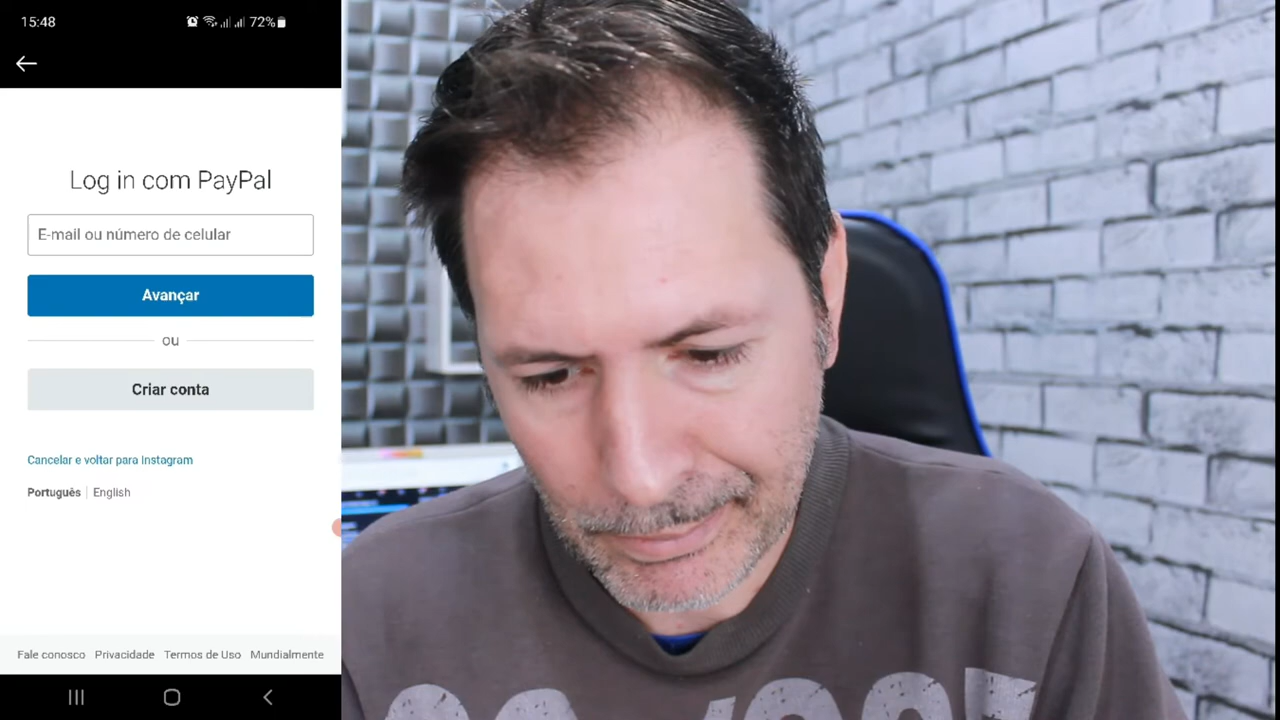 15:48
72%
Log in com PayPal
E-mail ou número de celular
Avançar
ou
Criar conta
Cancelar e voltar para Instagram
Português | English
Fale conosco Privacidade Termos de Uso Mundialmente